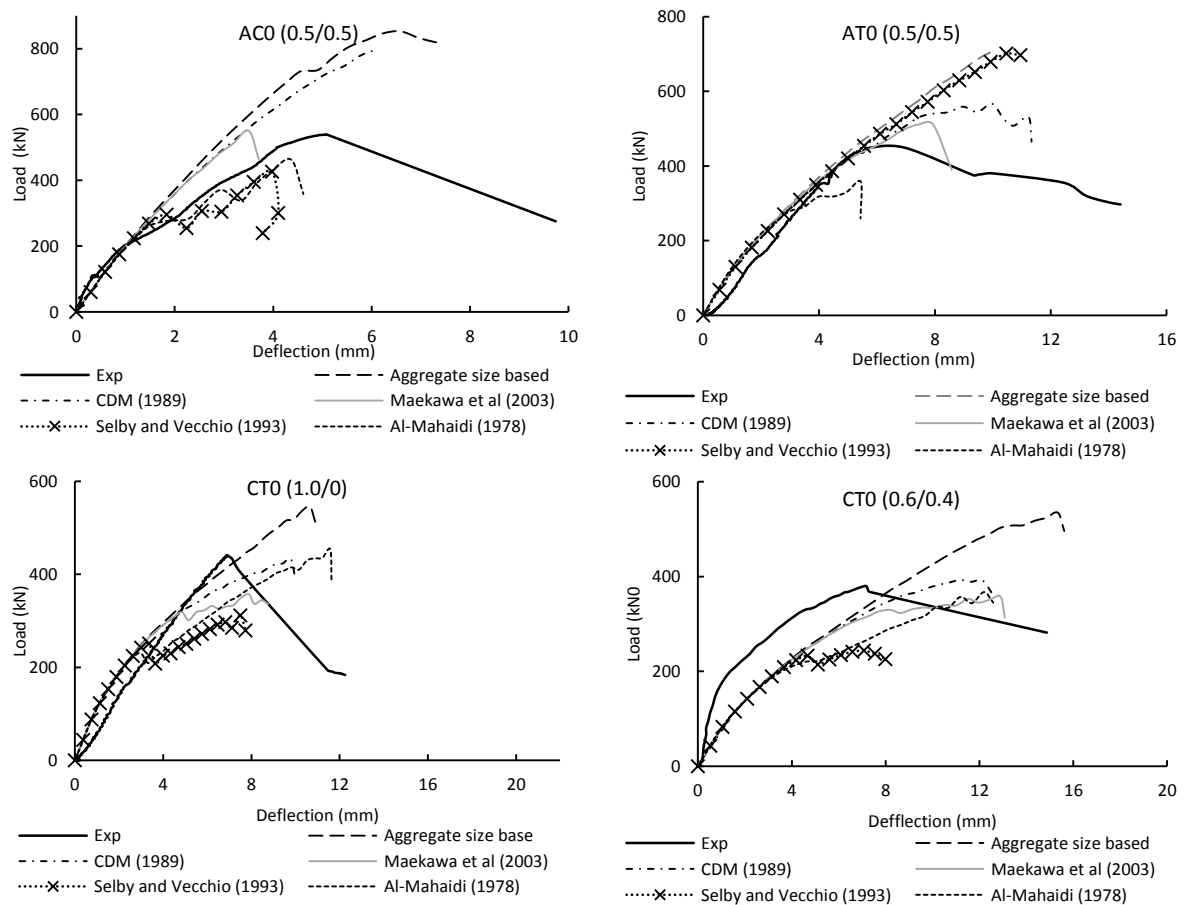 AC0 (0.5/0.5)
800
600
400
200
0
Load (kN)
0 2 4 6 8 10
Deflection (mm)
Exp
Aggregate size based
CDM (1989)
Maekawa et al (2003)
Selby and Vecchio (1993)
Al-Mahaidi (1978)
AT0 (0.5/0.5)
800
600
400
200
0
Load (kN)
0 4 8 12 16
Deflection (mm)
Exp
Aggregate size based
CDM (1989)
Maekawa et al (2003)
Selby and Vecchio (1993)
Al-Mahaidi (1978)
CT0 (1.0/0)
600
400
200
0
Load (kN)
0 4 8 12 16 20
Deflection (mm)
Exp
Aggregate size base
CDM (1989)
Maekawa et al (2003)
Selby and Vecchio (1993)
Al-Mahaidi (1978)
CT0 (0.6/0.4)
600
400
200
0
Load (kN0
0 4 8 12 16 20
Defflection (mm)
Exp
Aggregate size based
CDM (1989)
Maekawa et al (2003)
Selby and Vecchio (1993)
Al-Mahaidi (1978)